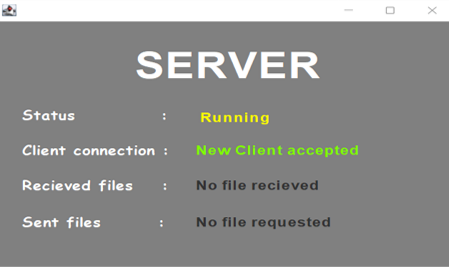 SERVER
Status : Running
Client connection : New Client accepted
Recieved files : No file recieved
Sent files : No file requested